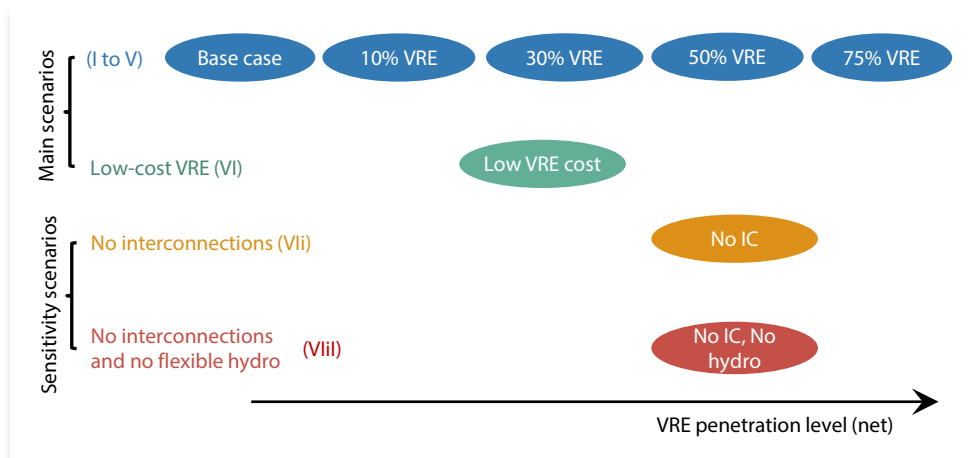 Main scenarios
(I to V)
Base case
10% VRE
30% VRE
50% VRE
75% VRE
Low-cost VRE (VI)
Low VRE cost
Sensitivity scenarios
No interconnections (VIi)
No IC
No interconnections
and no flexible hydro
(VIiI)
No IC, No
hydro
VRE penetration level (net)